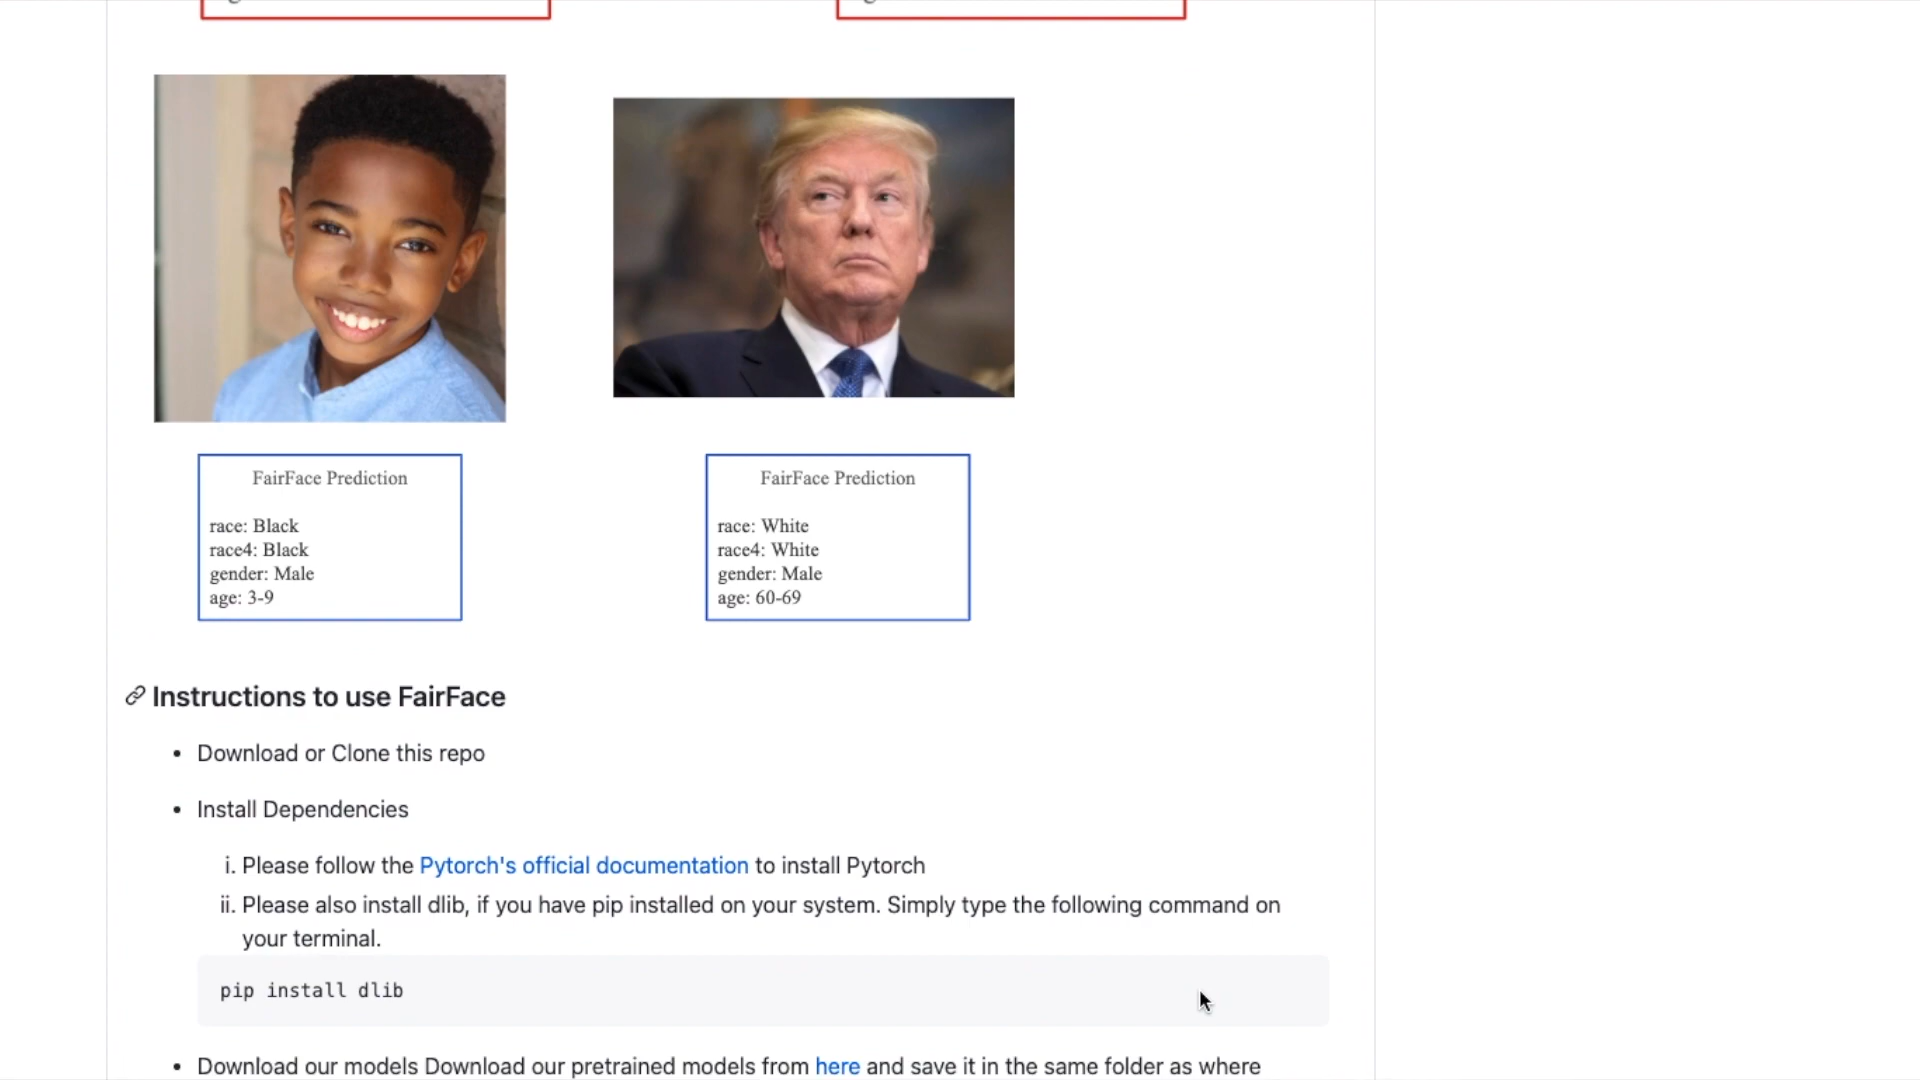 FairFace Prediction
race: Black
race4: Black
gender: Male
age: 3-9
FairFace Prediction
race: White
race4: White
gender: Male
age: 60-69
Instructions to use FairFace
• Download or Clone this repo
• Install Dependencies
i. Please follow the Pytorch's official documentation to install Pytorch
ii. Please also install dlib, if you have pip installed on your system. Simply type the following command on
your terminal.
pip install dlib
• Download our models Download our pretrained models from here and save it in the same folder as where